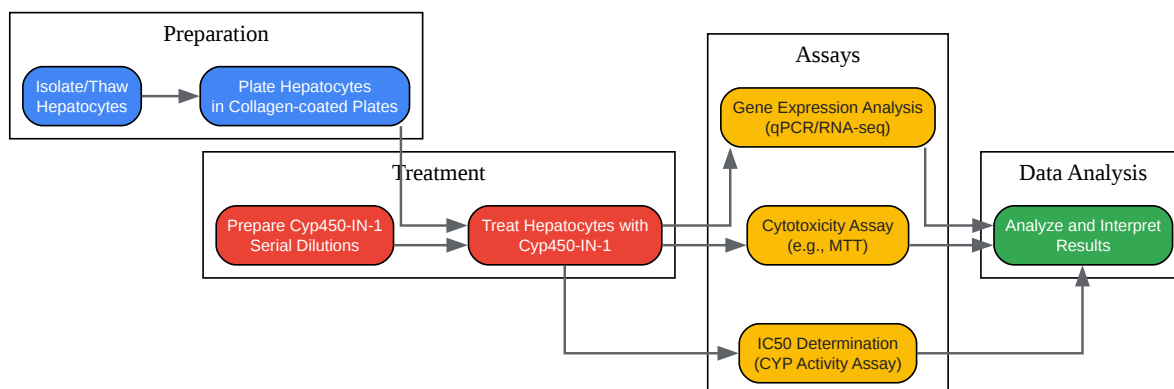 Preparation
Isolate/Thaw
Hepatocytes
Plate Hepatocytes
in Collagen-coated Plates
Treatment
Prepare Cyp450-IN-1
Serial Dilutions
Treat Hepatocytes with
Cyp450-IN-1
Assays
Gene Expression Analysis
(qPCR/RNA-seq)
Cytotoxicity Assay
(e.g., MTT)
IC50 Determination
(CYP Activity Assay)
Data Analysis
Analyze and Interpret
Results